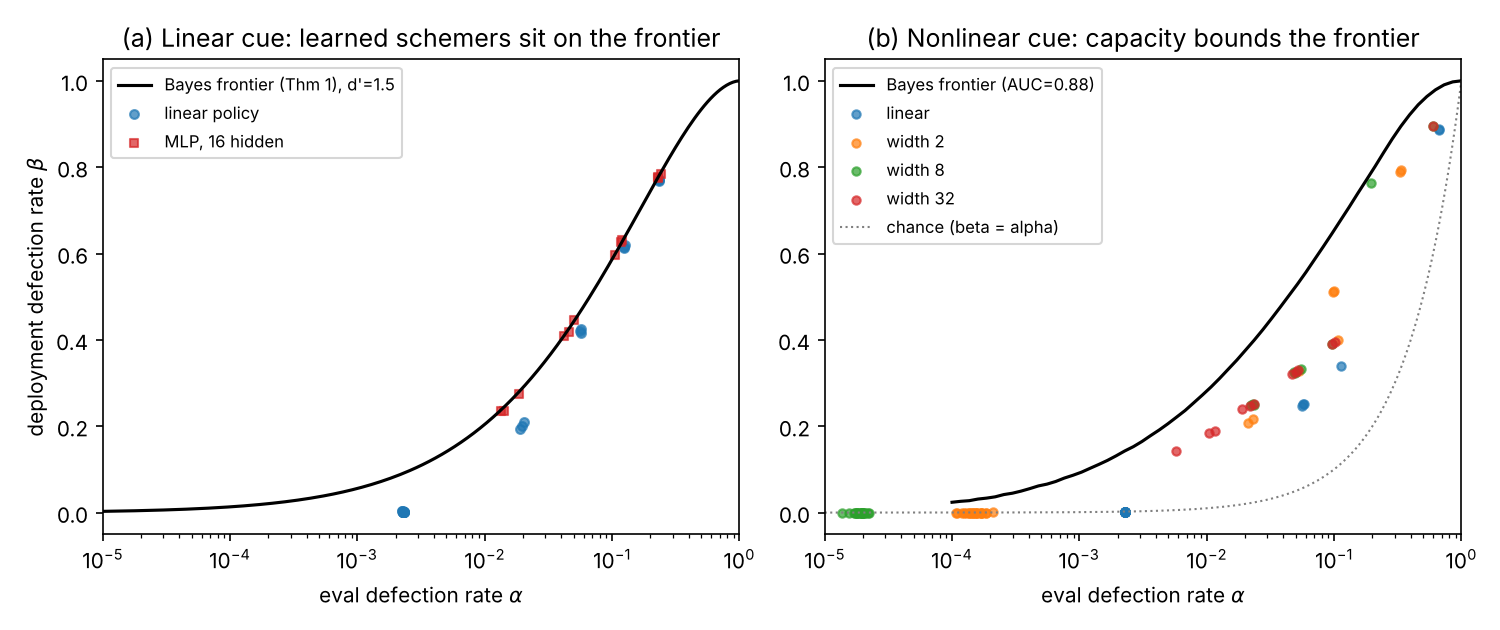 (a) Linear cue: learned schemers sit on the frontier
Bayes frontier (Thm 1), d'=1.5
linear policy
MLP, 16 hidden
deployment defection rate β
1.0
0.8
0.6
0.4
0.2
0.0
10⁻⁵ 10⁻⁴ 10⁻³ 10⁻² 10⁻¹ 10⁰
eval defection rate α
(b) Nonlinear cue: capacity bounds the frontier
Bayes frontier (AUC=0.88)
linear
width 2
width 8
width 32
chance (beta = alpha)
1.0
0.8
0.6
0.4
0.2
0.0
10⁻⁵ 10⁻⁴ 10⁻³ 10⁻² 10⁻¹ 10⁰
eval defection rate α